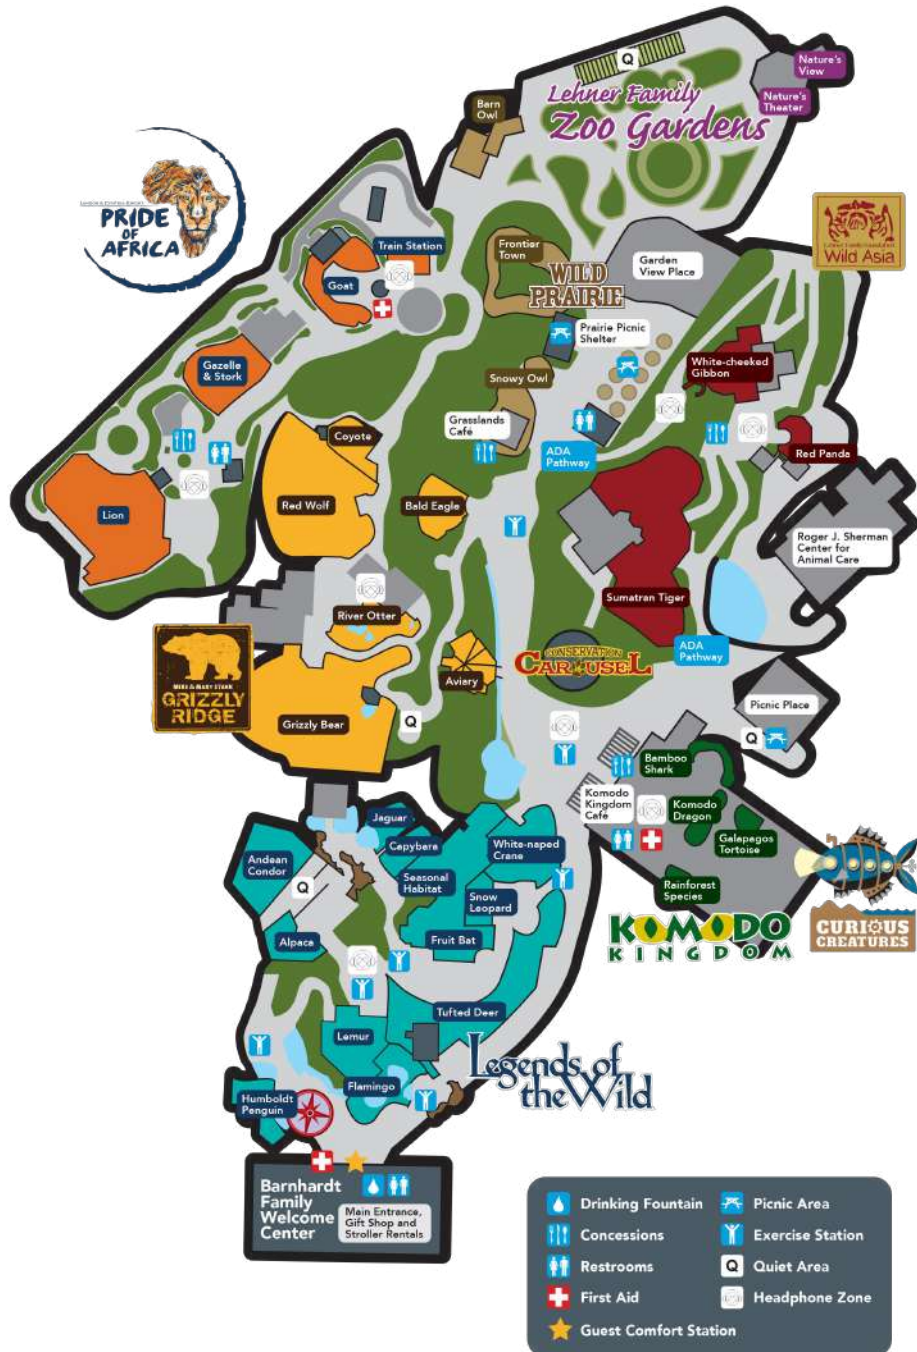 Nature's
View
Q
Nature's
Theater
Lehner Family
Zoo Gardens
Barn
Owl
PRIDE
OF
AFRICA
Train Station
Goat
Frontier
Town
WILD
PRAIRIE
Garden
View Place
Lehner Family Foundation
Wild Asia
Prairie Picnic
Shelter
Gazelle
& Stork
Snowy Owl
White-cheeked
Gibbon
Grasslands
Café
Coyote
ADA
Pathway
Red Panda
Lion
Red Wolf
Bald Eagle
Roger J. Sherman
Center for
Animal Care
River Otter
Sumatran Tiger
MIKE & MARY STARK
GRIZZLY
RIDGE
Aviary
CONSERVATION
CAROUSEL
ADA
Pathway
Grizzly Bear
Q
Picnic Place
Q
Bamboo
Shark
Komodo
Kingdom
Café
Komodo
Dragon
Galapagos
Tortoise
Rainforest
Species
KOMODO
KINGDOM
CURIOUS
CREATURES
Jaguar
Capybara
White-naped
Crane
Andean
Condor
Q
Seasonal
Habitat
Snow
Leopard
Alpaca
Fruit Bat
Tufted Deer
Lemur
Legends of
the Wild
Flamingo
Humboldt
Penguin
Barnhardt
Family
Welcome
Center
Main Entrance,
Gift Shop and
Stroller Rentals
Drinking Fountain
Picnic Area
Concessions
Exercise Station
Restrooms
Q Quiet Area
First Aid
Headphone Zone
Guest Comfort Station